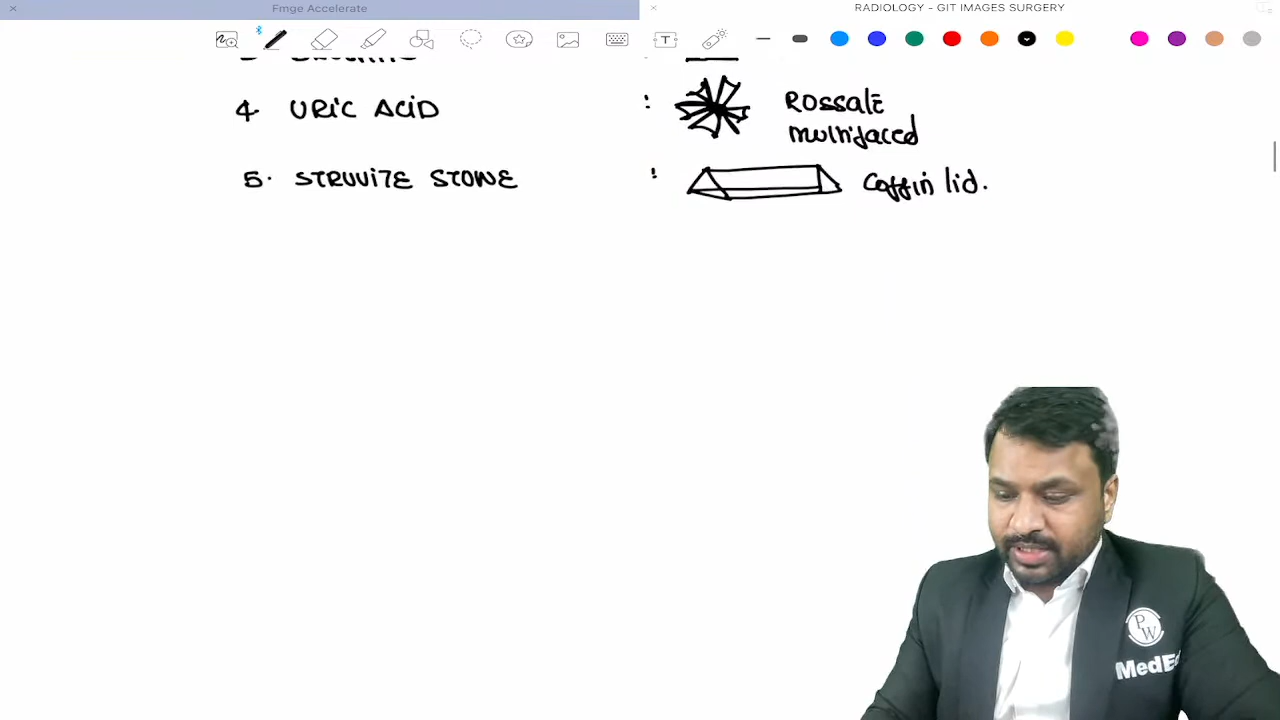 Fmge Accelerate
RADIOLOGY - GIT IMAGES SURGERY
4. URIC ACID : Rossate
multifaced
5. STRUVITE STONE : Coffin lid.
PW
MedEd